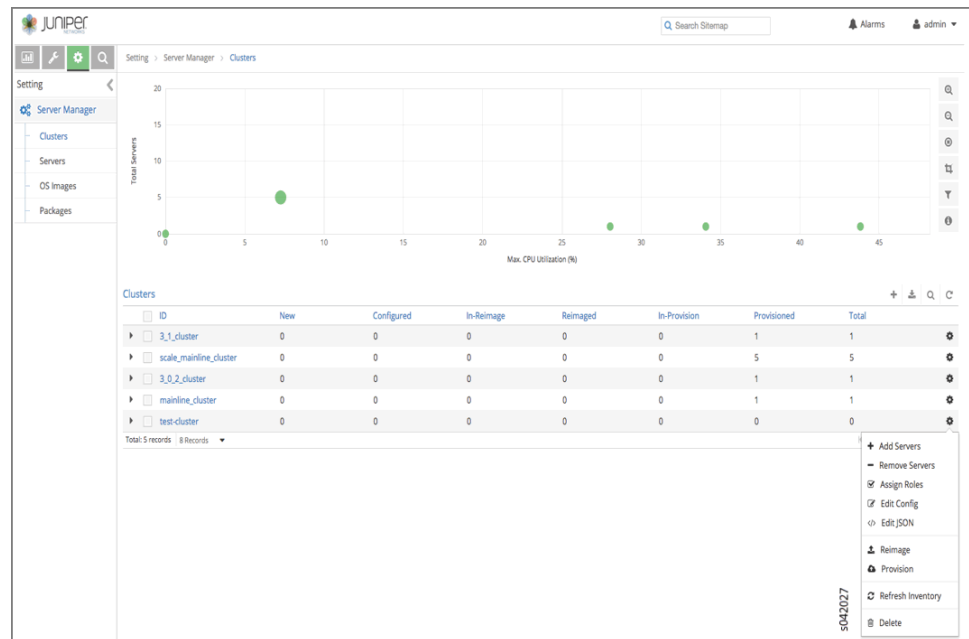 JUNIPER
NETWORKS
Search Sitemap
Alarms
admin
Setting > Server Manager > Clusters
Setting
Server Manager
Clusters
Servers
OS Images
Packages
Total Servers
20
15
10
5
0
0 5 10 15 20 25 30 35 40 45
Max. CPU Utilization (%)
Clusters
ID New Configured In-Reimage Reimaged In-Provision Provisioned Total
3_1_cluster 0 0 0 0 0 1 1
scale_mainline_cluster 0 0 0 0 0 5 5
3_0_2_cluster 0 0 0 0 0 1 1
mainline_cluster 0 0 0 0 0 1 1
test-cluster 0 0 0 0 0 0 0
Total: 5 records 8 Records
Add Servers
Remove Servers
Assign Roles
Edit Config
</> Edit JSON
Reimage
Provision
Refresh Inventory
Delete
s042027